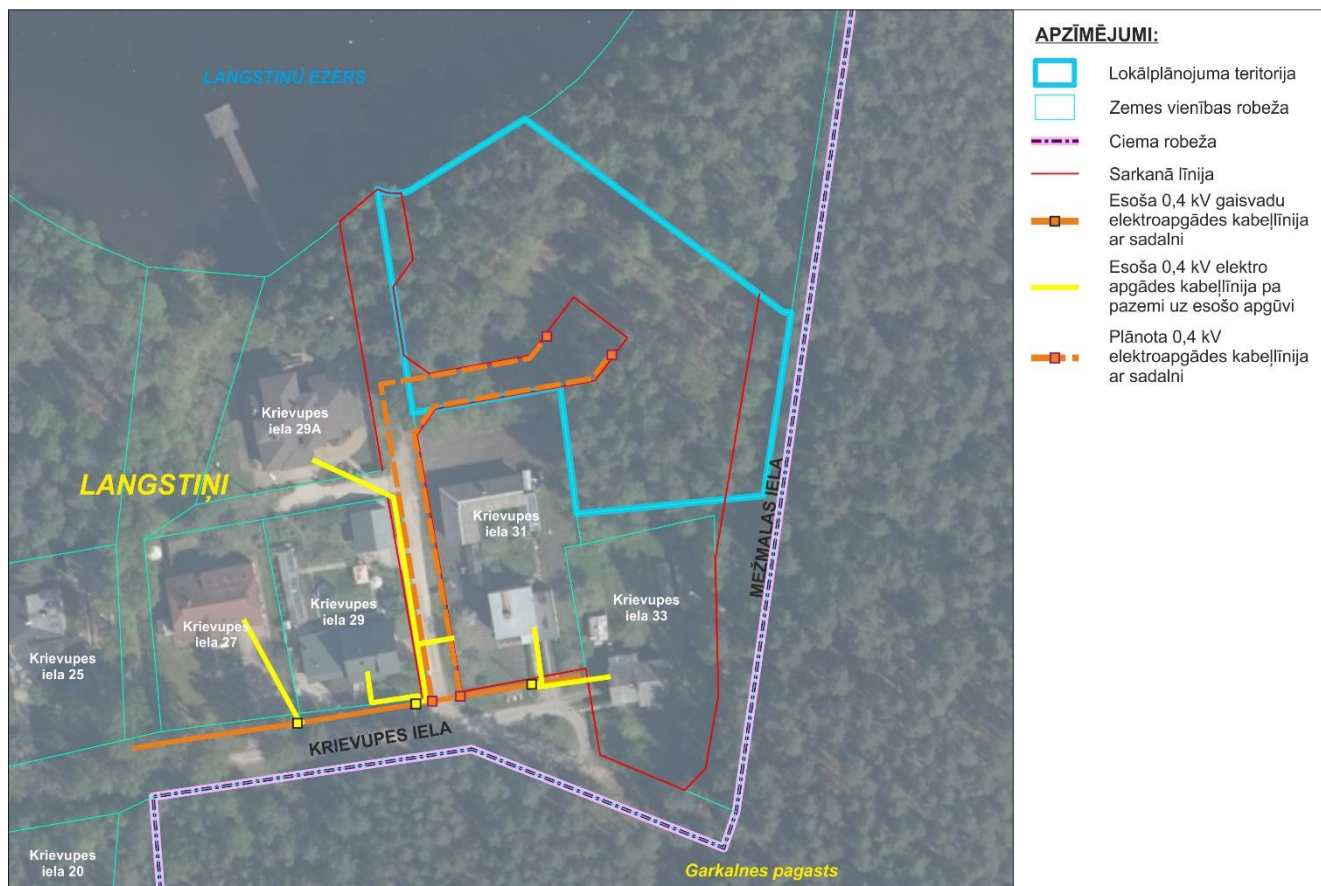 LANGSTIŅU EZERS
Krievupes
iela 29A
LANGSTIŅI
Krievupes
iela 31
MEŽMALAS IELA
Krievupes
iela 29
Krievupes
iela 33
Krievupes
iela 27
Krievupes
iela 25
KRIEVUPES IELA
Krievupes
iela 20
Garkalnes pagasts
APZĪMĒJUMI:
Lokālplānojuma teritorija
Zemes vienības robeža
Ciema robeža
Sarkanā līnija
Esoša 0,4 kV gaisvadu
elektroapgādes kabeļlīnija
ar sadalni
Esoša 0,4 kV elektro
apgādes kabeļlīnija pa
pazemi uz esošo apgūvi
Plānota 0,4 kV
elektroapgādes kabeļlīnija
ar sadalni